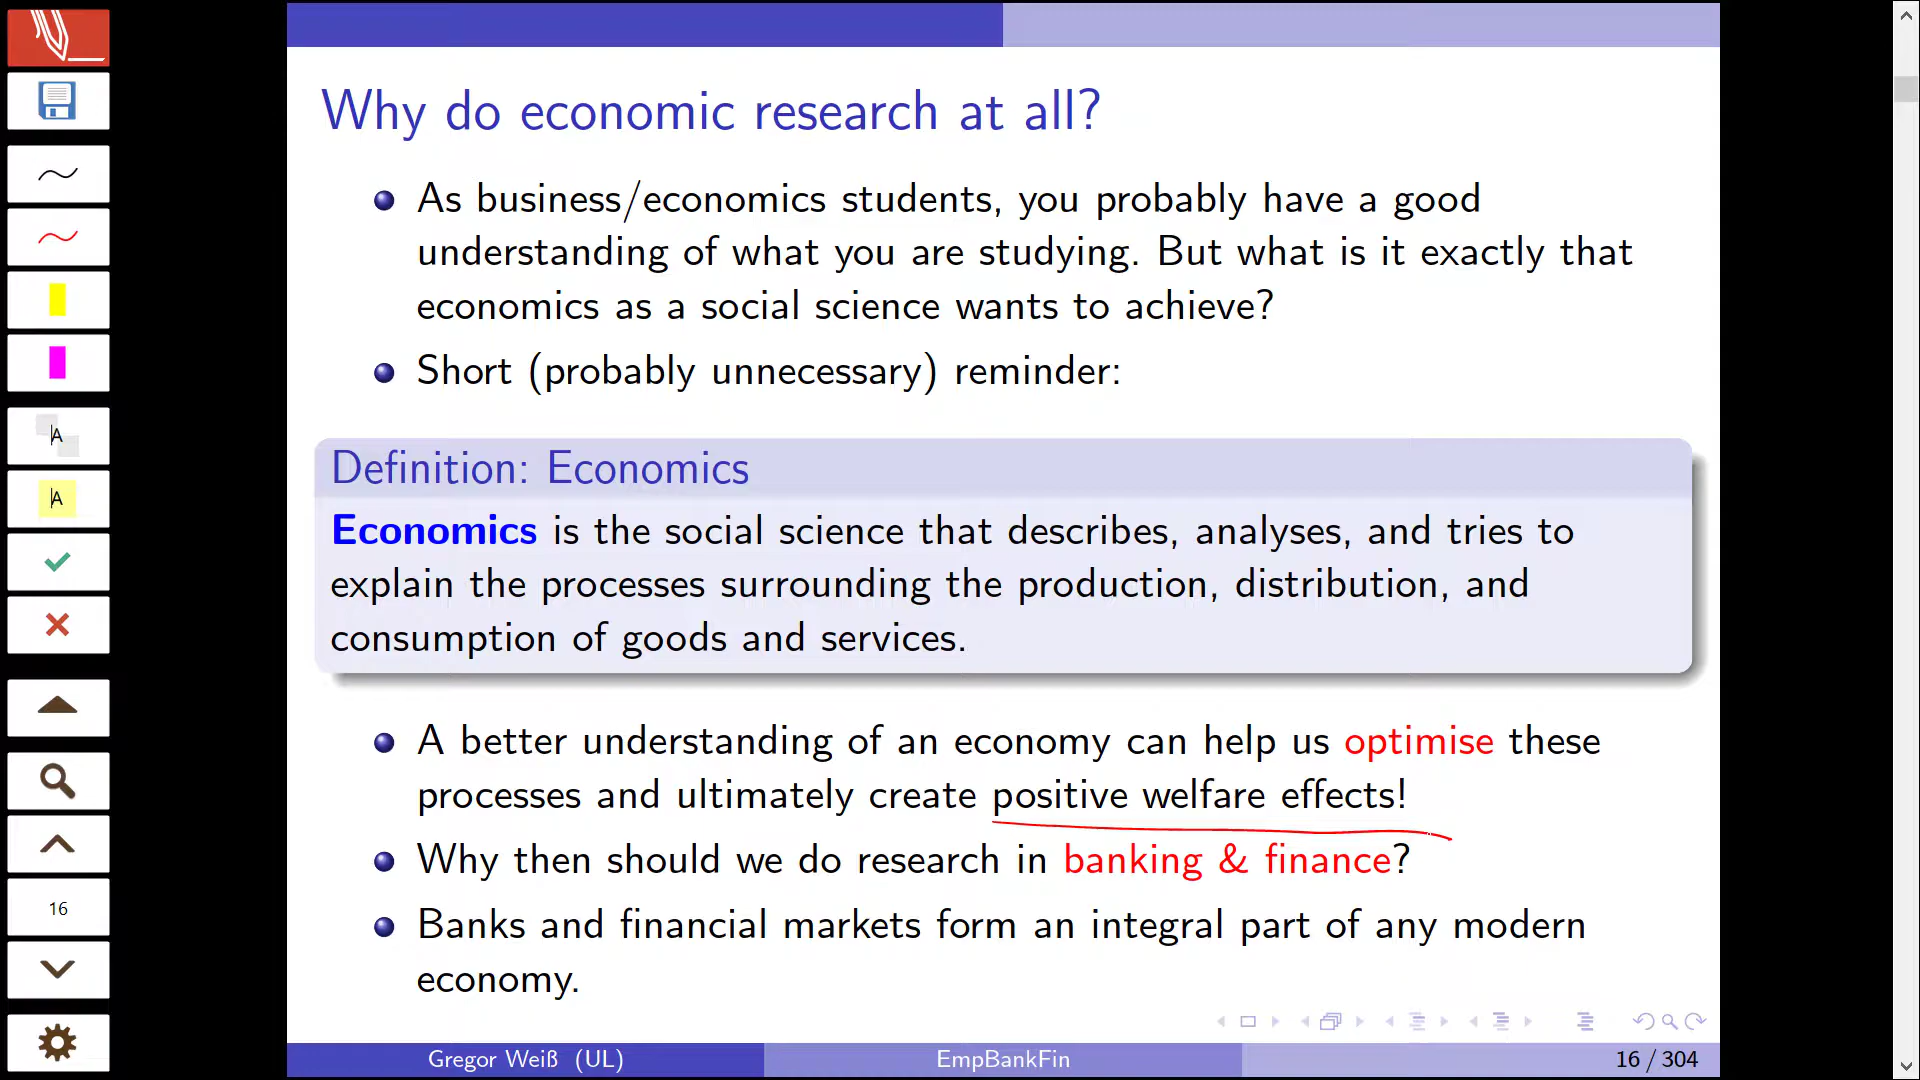 Why do economic research at all?
As business/economics students, you probably have a good
understanding of what you are studying. But what is it exactly that
economics as a social science wants to achieve?
Short (probably unnecessary) reminder:
Definition: Economics
Economics is the social science that describes, analyses, and tries to
explain the processes surrounding the production, distribution, and
consumption of goods and services.
A better understanding of an economy can help us optimise these
processes and ultimately create positive welfare effects!
Why then should we do research in banking & finance?
Banks and financial markets form an integral part of any modern
economy.
Gregor Weiß (UL) EmpBankFin 16 / 304
A
A
16